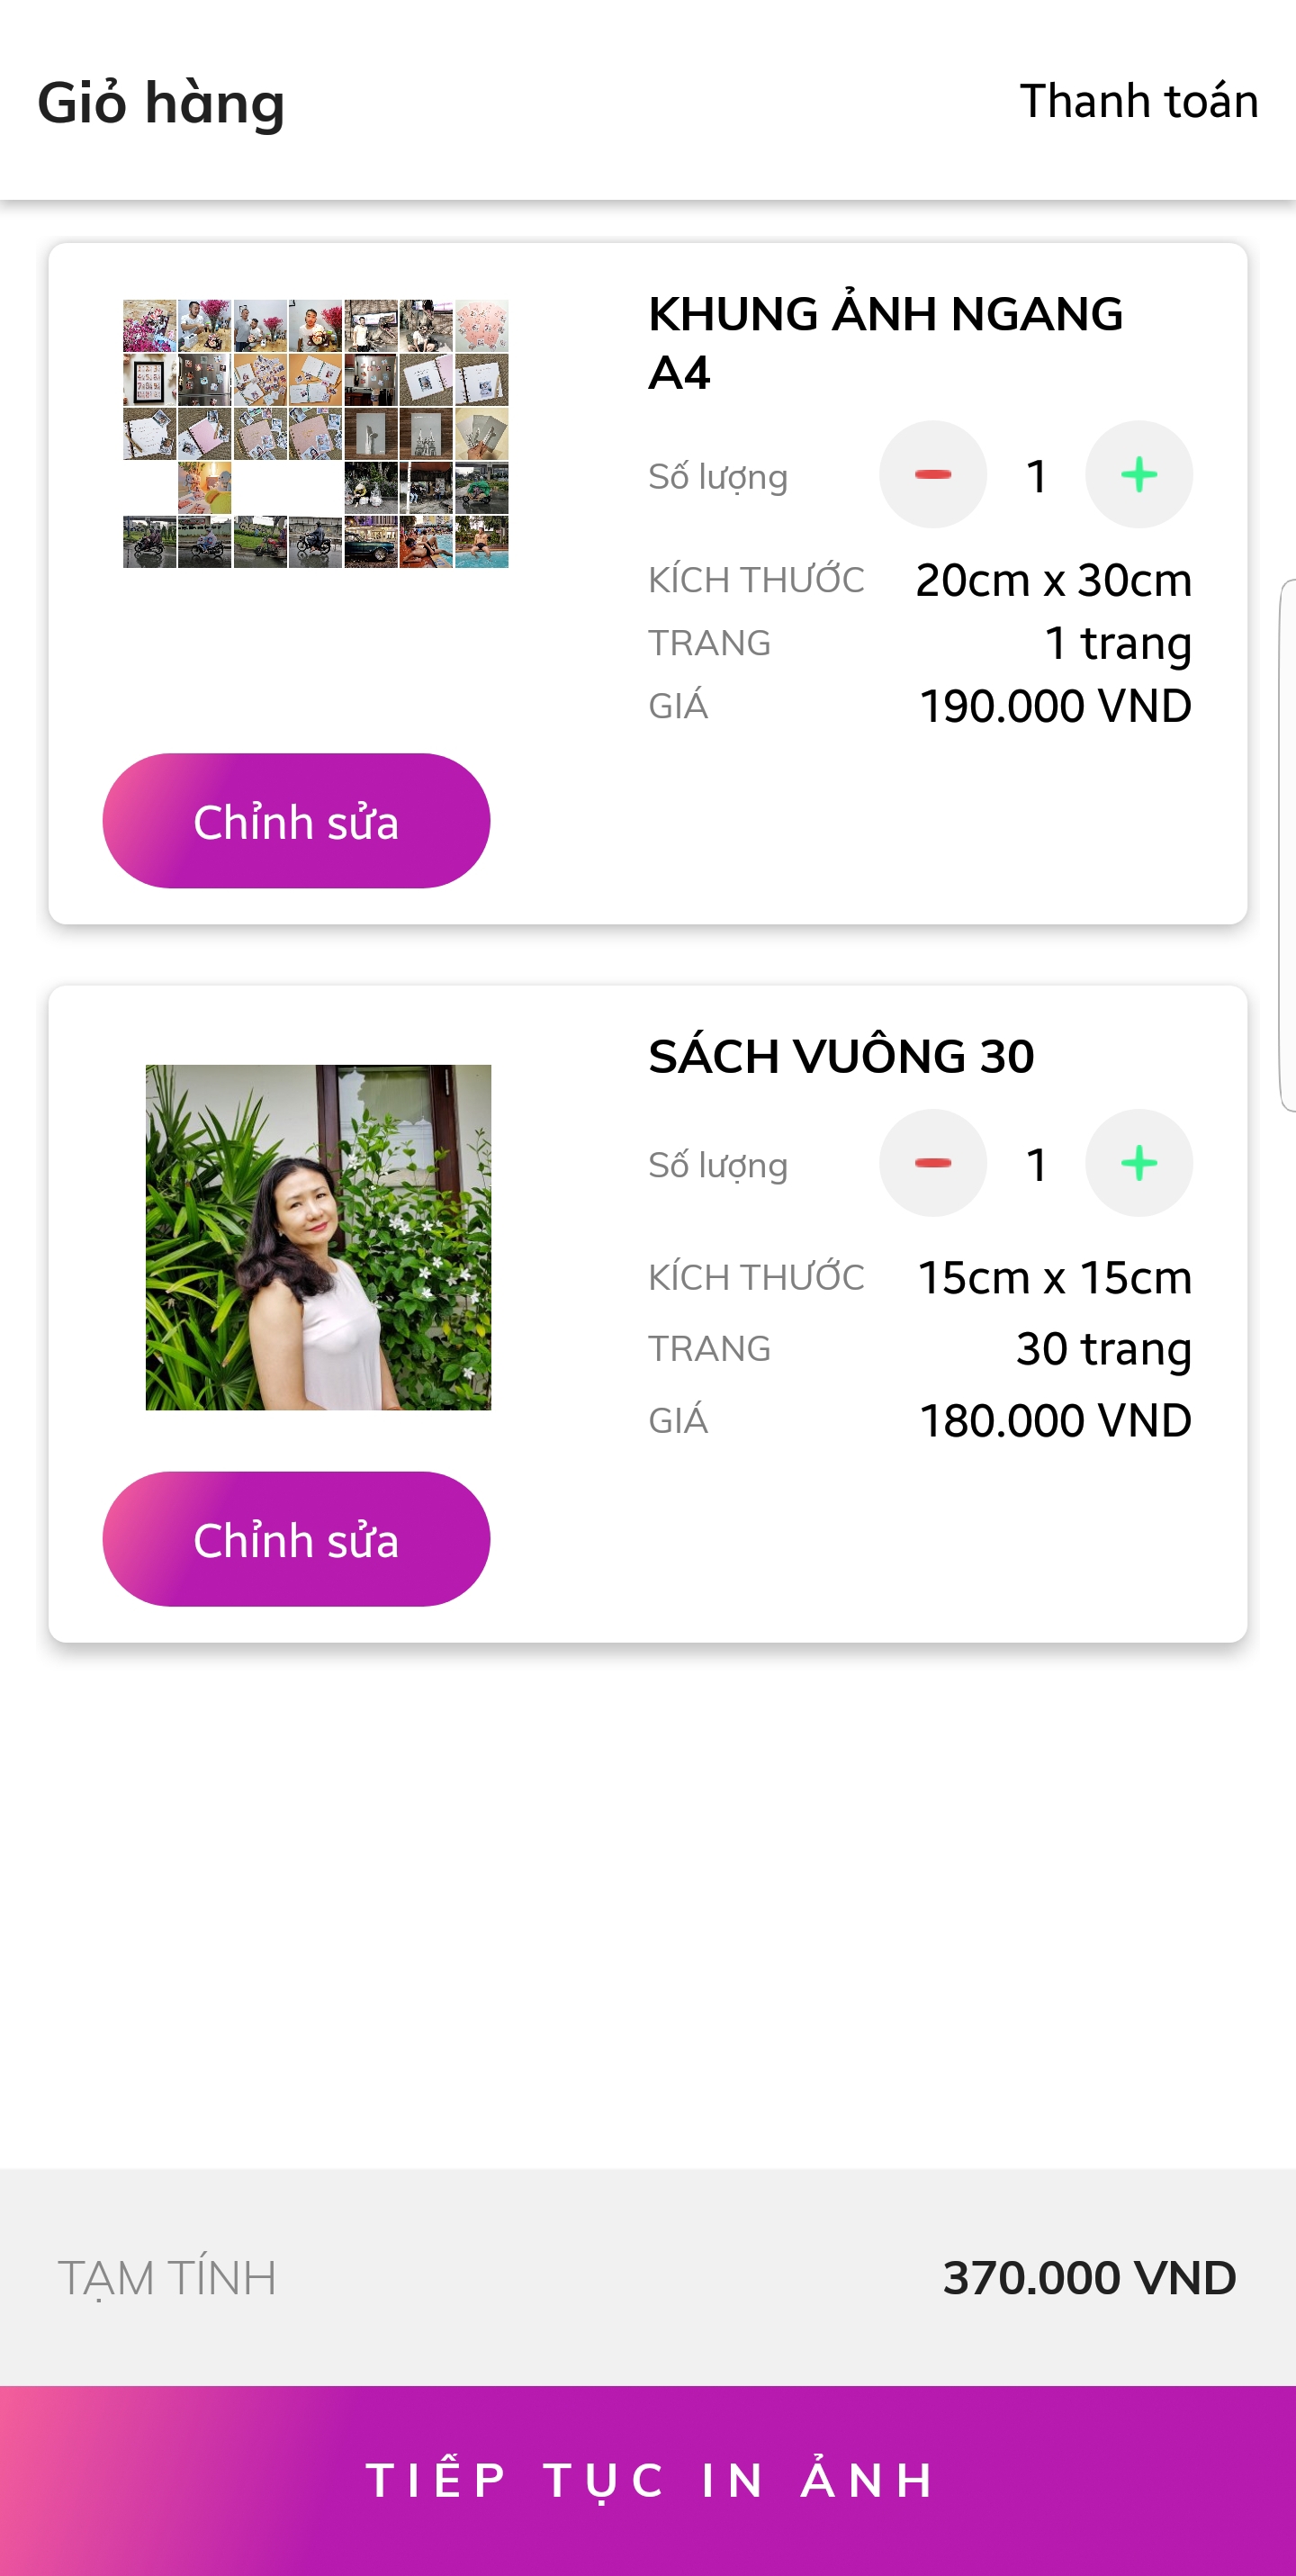 Giỏ hàng
Thanh toán
KHUNG ẢNH NGANG
A4
Số lượng
1
KÍCH THƯỚC 20cm x 30cm
TRANG 1 trang
GIÁ 190.000 VND
Chỉnh sửa
SÁCH VUÔNG 30
Số lượng
1
KÍCH THƯỚC 15cm x 15cm
TRANG 30 trang
GIÁ 180.000 VND
Chỉnh sửa
TẠM TÍNH 370.000 VND
TIẾP TỤC IN ẢNH